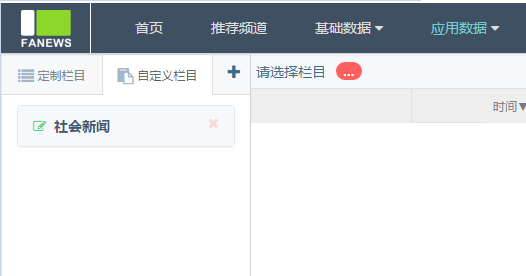 FANEWS
首页 推荐频道 基础数据 应用数据
定制栏目 自定义栏目 + 请选择栏目 ...
时间
社会新闻